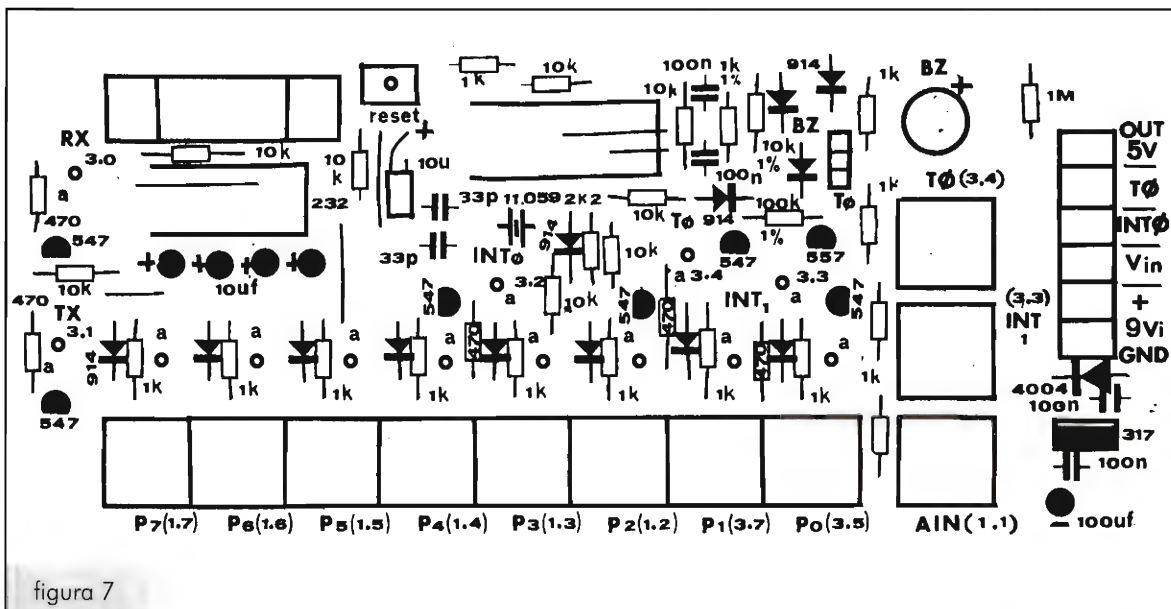 1k 10k 100n 1k 1% 914 BZ + 1k 1M
reset
10k BZ 10k 1%
OUT
5V
TØ
INTØ
Vin
+
9Vi
GND
RX
3.0
10k
10k
10u +
232
33p 11.059 2k2
33p
100n
914
100k
1%
TØ
TØ (3.4)
1k
a
470
547
10k
+ + + +
10uf
914
INTØ
3.2
10k
10k
10k
TØ
a 3.4
547
557
3.3
a
INT1
547
547
547
a
470
TX
3.1
a
547
914
1k a
1k a
1k a
1k a
470
1k a
1k a
470
1k a
470
1k a
1k
(3,3)
INT
1
4004
100n
317
100n
100uf
P7(1.7) P6(1.6) P5(1.5) P4(1.4) P3(1.3) P2(1.2) P1(3.7) P0(3.5) AIN(1.1)
figura 7